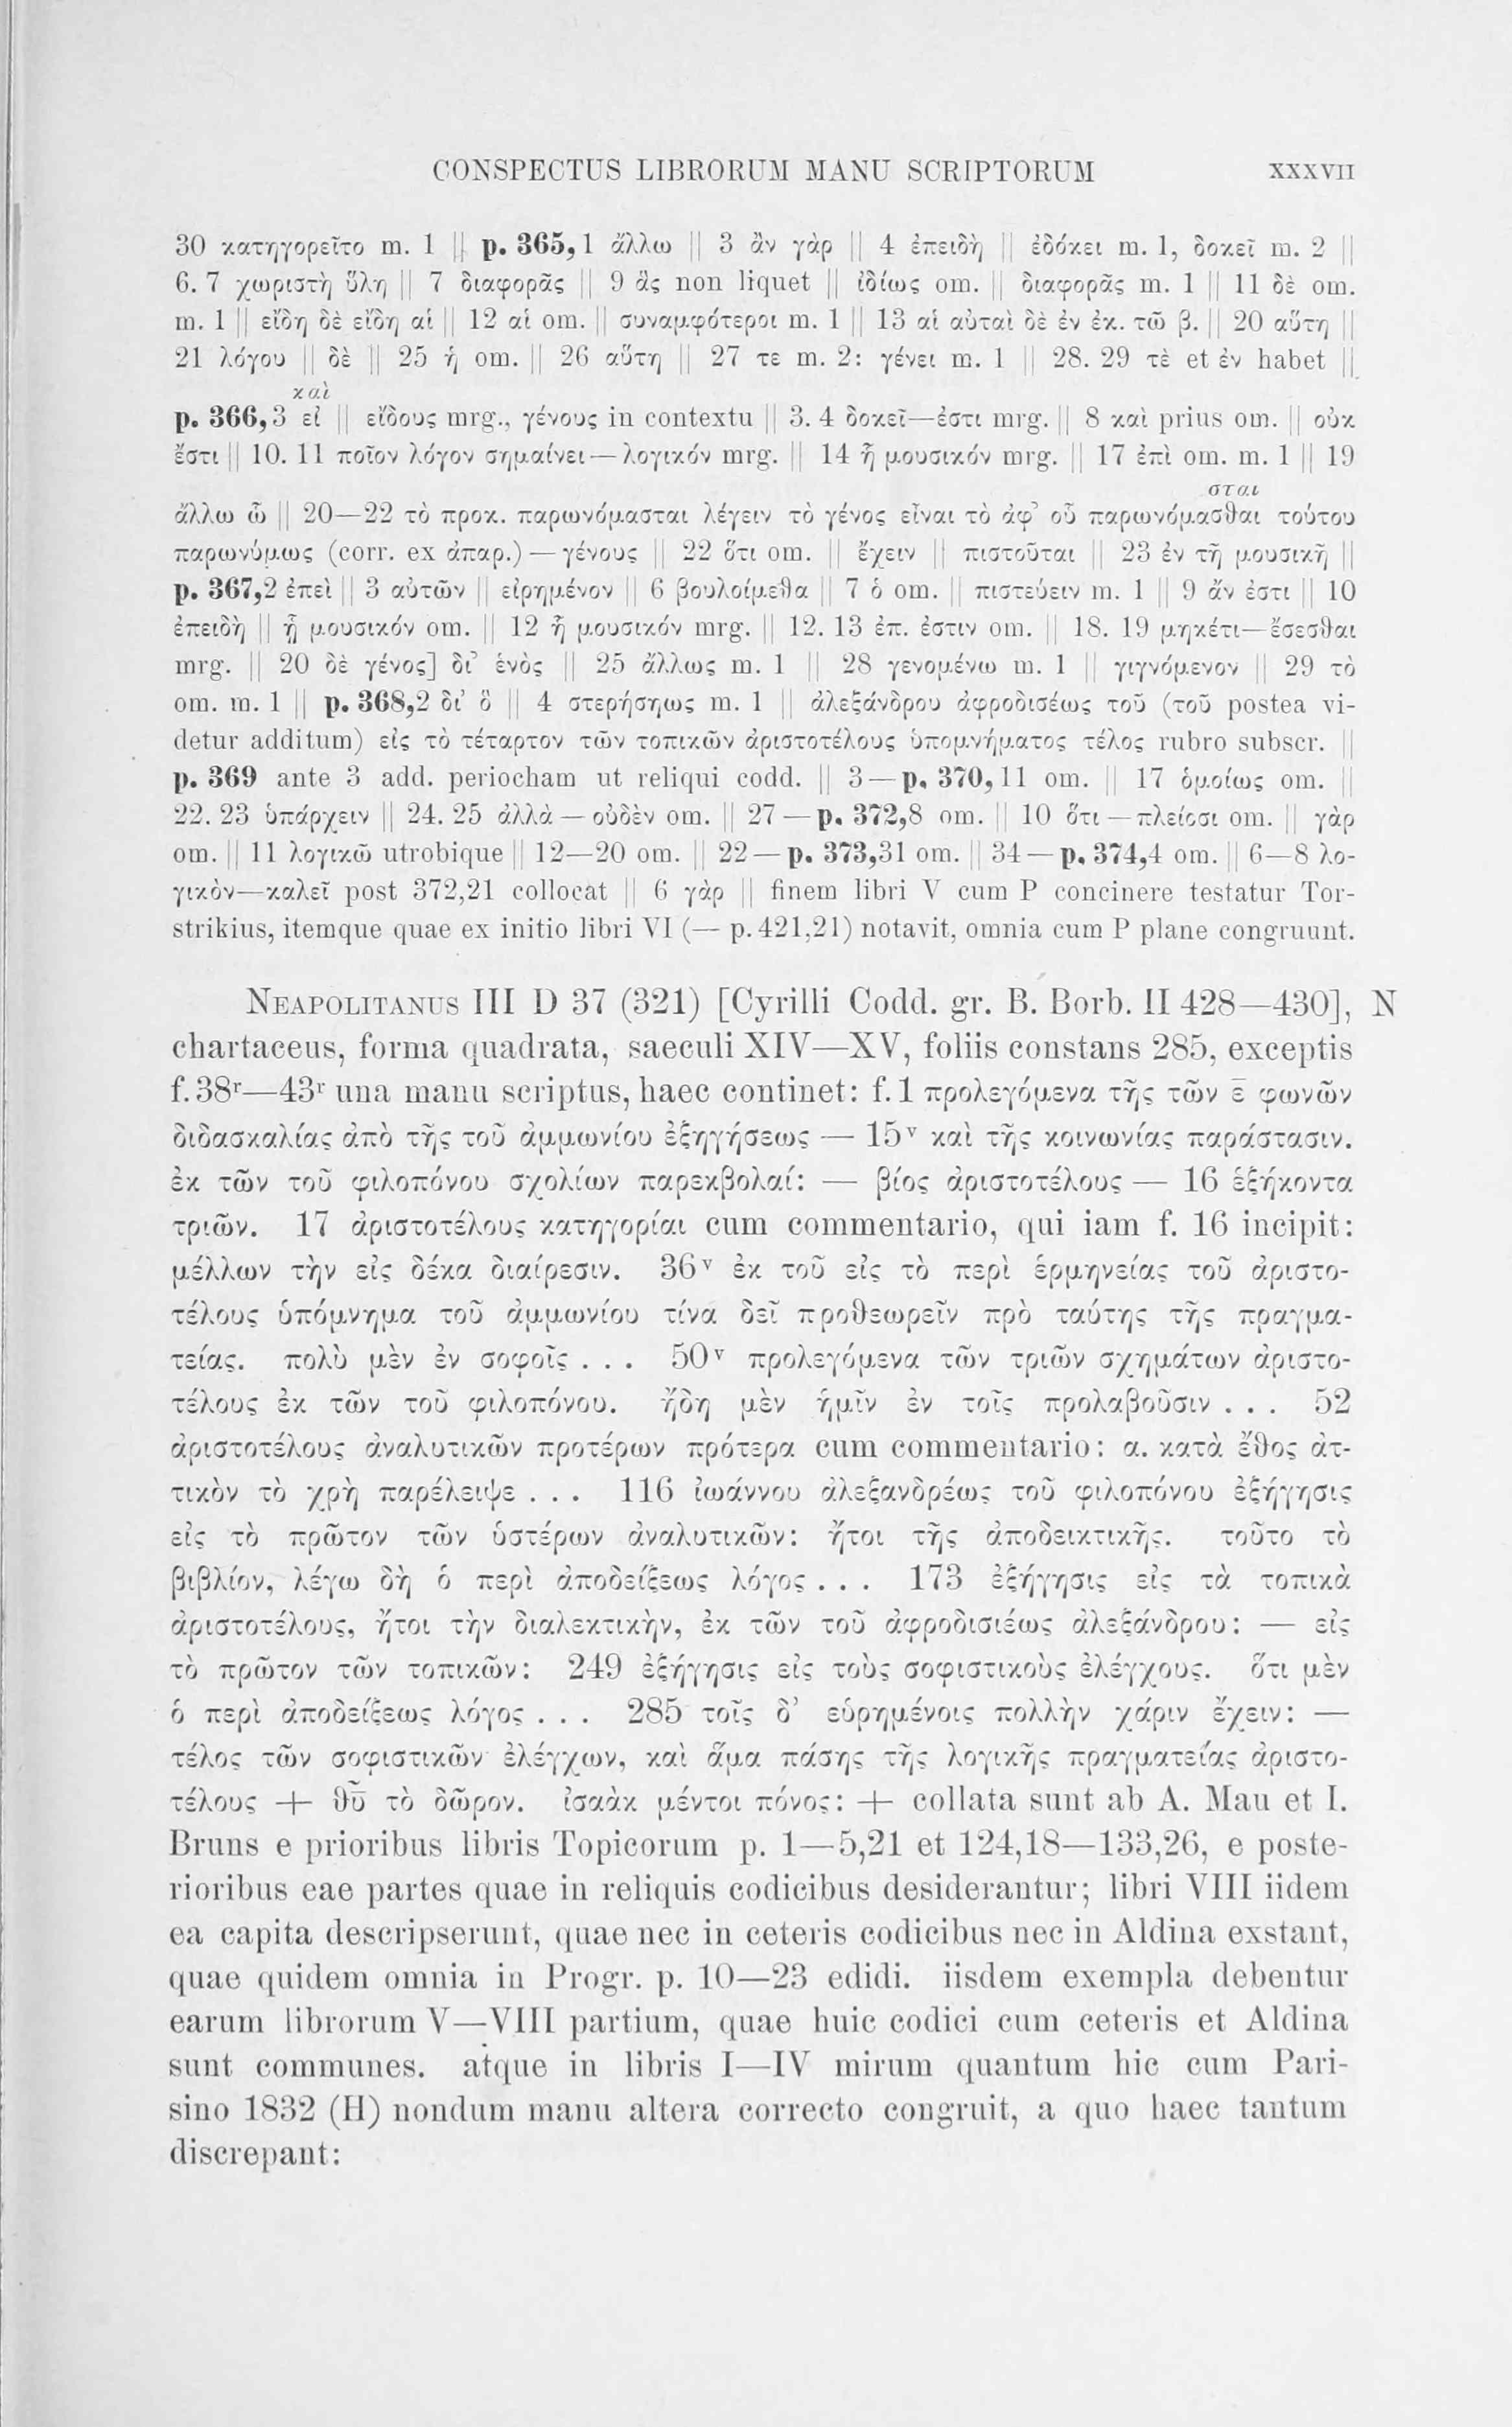 CONSPECTUS LIBRORUM MANU SCRIPTORUM XXXVII
30 κατηγορεῖτο m. 1 || p. 365,1 ἄλλω || 3 ἂν γὰρ || 4 ἐπειδὴ || ἐδόκει m. 1, δοκεῖ m. 2 ||
6. 7 χωριστὴ ὕλη || 7 διαφορᾶς || 9 ἃς non liquet || ἰδίως om. || διαφορᾶς m. 1 || 11 δὲ om.
m. 1 || εἴδη δὲ εἴδη αἱ || 12 αἱ om. || συναμφότεροι m. 1 || 13 αἱ αὐταὶ δὲ ἐν ἑκ. τῶ β. || 20 αὕτη ||
21 λόγου || δὲ || 25 ἡ om. || 26 αὕτη || 27 τε m. 2: γένει m. 1 || 28. 29 τὲ et ἐν habet ||
καὶ
p. 366,3 εἰ || εἴδους mrg., γένους in contextu || 3. 4 δοκεῖ—ἐστι mrg. || 8 καὶ prius om. || οὐκ
ἔστι || 10. 11 ποῖον λόγον σημαίνει — λογικόν mrg. || 14 ἢ μουσικόν mrg. || 17 ἐπὶ om. m. 1 || 19
σται
ἄλλω ὦ || 20—22 τὸ προκ. παρωνόμασται λέγειν τὸ γένος εἶναι τὸ ἀφ’ οὗ παρωνόμασθαι τούτου
παρωνύμως (corr. ex ἀπαρ.) — γένους || 22 ὅτι om. || ἔχειν || πιστοῦται || 23 ἐν τῆ μουσικῆ ||
p. 367,2 ἐπεὶ || 3 αὐτῶν || εἰρημένον || 6 βουλοίμεθα || 7 ὁ om. || πιστεύειν m. 1 || 9 ἄν ἐστι || 10
ἐπειδὴ || ᾗ μουσικόν om. || 12 ἢ μουσικόν mrg. || 12. 13 ἐπ. ἐστιν om. || 18. 19 μηκέτι—ἔσεσθαι
mrg. || 20 δὲ γένος] δι’ ἑνὸς || 25 ἄλλως m. 1 || 28 γενομένω m. 1 || γιγνόμενον || 29 τὸ
om. m. 1 || p. 368,2 δι’ ὃ || 4 στερήσηως m. 1 || ἀλεξάνδρου ἀφροδισέως τοῦ (τοῦ postea vi-
detur additum) εἰς τὸ τέταρτον τῶν τοπικῶν ἀριστοτέλους ὑπομνήματος τέλος rubro subscr. ||
p. 369 ante 3 add. periocham ut reliqui codd. || 3 — p. 370,11 om. || 17 ὁμοίως om. ||
22. 23 ὑπάρχειν || 24. 25 ἀλλὰ — οὐδὲν om. || 27 — p. 372,8 om. || 10 ὅτι — πλείοσι om. || γὰρ
om. || 11 λογικῶ utrobique || 12—20 om. || 22 — p. 373,31 om. || 34 — p. 374,4 om. || 6—8 λο-
γικὸν—καλεῖ post 372,21 collocat || 6 γὰρ || finem libri V cum P concinere testatur Tor-
strikius, itemque quae ex initio libri VI (— p. 421,21) notavit, omnia cum P plane congruunt.
NEAPOLITANUS III D 37 (321) [Cyrilli Codd. gr. B. Borb. II 428—430], N
chartaceus, forma quadrata, saeculi XIV—XV, foliis constans 285, exceptis
f. 38r—43r una manu scriptus, haec continet: f. 1 προλεγόμενα τῆς τῶν ε̄ φωνῶν
διδασκαλίας ἀπὸ τῆς τοῦ ἀμμωνίου ἐξηγήσεως — 15v καὶ τῆς κοινωνίας παράστασιν.
ἐκ τῶν τοῦ φιλοπόνου σχολίων παρεκβολαί: — βίος ἀριστοτέλους — 16 ἑξήκοντα
τριῶν. 17 ἀριστοτέλους κατηγορίαι cum commentario, qui iam f. 16 incipit:
μέλλων τὴν εἰς δέκα διαίρεσιν. 36v ἐκ τοῦ εἰς τὸ περὶ ἑρμηνείας τοῦ ἀριστο-
τέλους ὑπόμνημα τοῦ ἀμμωνίου τίνα δεῖ προθεωρεῖν πρὸ ταύτης τῆς πραγμα-
τείας. πολὺ μὲν ἐν σοφοῖς . . . 50v προλεγόμενα τῶν τριῶν σχημάτων ἀριστο-
τέλους ἐκ τῶν τοῦ φιλοπόνου. ἤδη μὲν ἡμῖν ἐν τοῖς προλαβοῦσιν . . . 52
ἀριστοτέλους ἀναλυτικῶν προτέρων πρότερα cum commentario: α. κατὰ ἔθος ἀτ-
τικὸν τὸ χρὴ παρέλειψε . . . 116 ἰωάννου ἀλεξανδρέως τοῦ φιλοπόνου ἐξήγησις
εἰς τὸ πρῶτον τῶν ὑστέρων ἀναλυτικῶν: ἤτοι τῆς ἀποδεικτικῆς. τοῦτο τὸ
βιβλίον, λέγω δὴ ὁ περὶ ἀποδείξεως λόγος . . . 173 ἐξήγησις εἰς τὰ τοπικὰ
ἀριστοτέλους, ἤτοι τὴν διαλεκτικὴν, ἐκ τῶν τοῦ ἀφροδισιέως ἀλεξάνδρου: — εἰς
τὸ πρῶτον τῶν τοπικῶν: 249 ἐξήγησις εἰς τοὺς σοφιστικοὺς ἐλέγχους. ὅτι μὲν
ὁ περὶ ἀποδείξεως λόγος . . . 285 τοῖς δ’ εὑρημένοις πολλὴν χάριν ἔχειν: —
τέλος τῶν σοφιστικῶν ἐλέγχων, καὶ ἅμα πάσης τῆς λογικῆς πραγματείας ἀριστο-
τέλους + θῦ τὸ δῶρον. ἰσαὰκ μέντοι πόνος: + collata sunt ab A. Mau et I.
Bruns e prioribus libris Topicorum p. 1—5,21 et 124,18—133,26, e poste-
rioribus eae partes quae in reliquis codicibus desiderantur; libri VIII iidem
ea capita descripserunt, quae nec in ceteris codicibus nec in Aldina exstant,
quae quidem omnia in Progr. p. 10—23 edidi. iisdem exempla debentur
earum librorum V—VIII partium, quae huic codici cum ceteris et Aldina
sunt communes. atque in libris I—IV mirum quantum hic cum Pari-
sino 1832 (H) nondum manu altera correcto congruit, a quo haec tantum
discrepant: